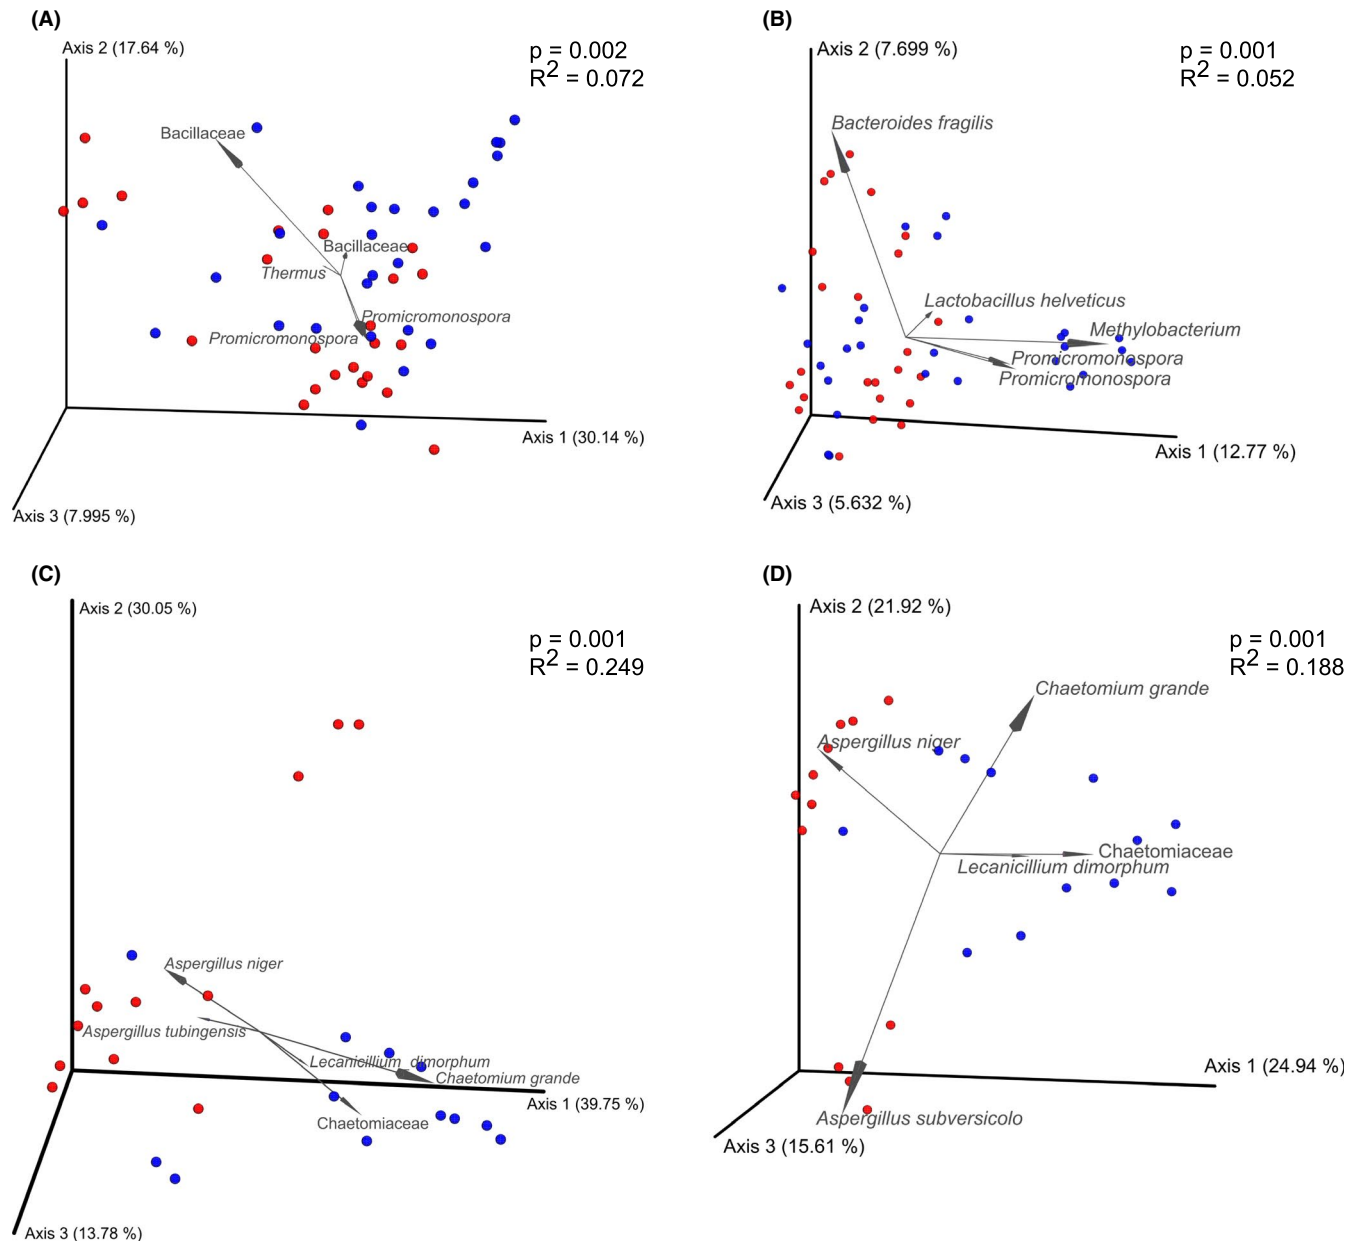 (A)
Axis 2 (17.64 %)
p = 0.002
R2 = 0.072
Bacillaceae
Bacillaceae
Thermus
Promicromonospora
Promicromonospora
Axis 1 (30.14 %)
Axis 3 (7.995 %)
(B)
Axis 2 (7.699 %)
p = 0.001
R2 = 0.052
Bacteroides fragilis
Lactobacillus helveticus
Methylobacterium
Promicromonospora
Promicromonospora
Axis 1 (12.77 %)
Axis 3 (5.632 %)
(C)
Axis 2 (30.05 %)
p = 0.001
R2 = 0.249
Aspergillus niger
Aspergillus tubingensis
Lecanicillium dimorphum
Chaetomium grande
Axis 1 (39.75 %)
Chaetomiaceae
Axis 3 (13.78 %)
(D)
Axis 2 (21.92 %)
p = 0.001
R2 = 0.188
Chaetomium grande
Aspergillus niger
Chaetomiaceae
Lecanicillium dimorphum
Axis 1 (24.94 %)
Aspergillus subversicolo
Axis 3 (15.61 %)